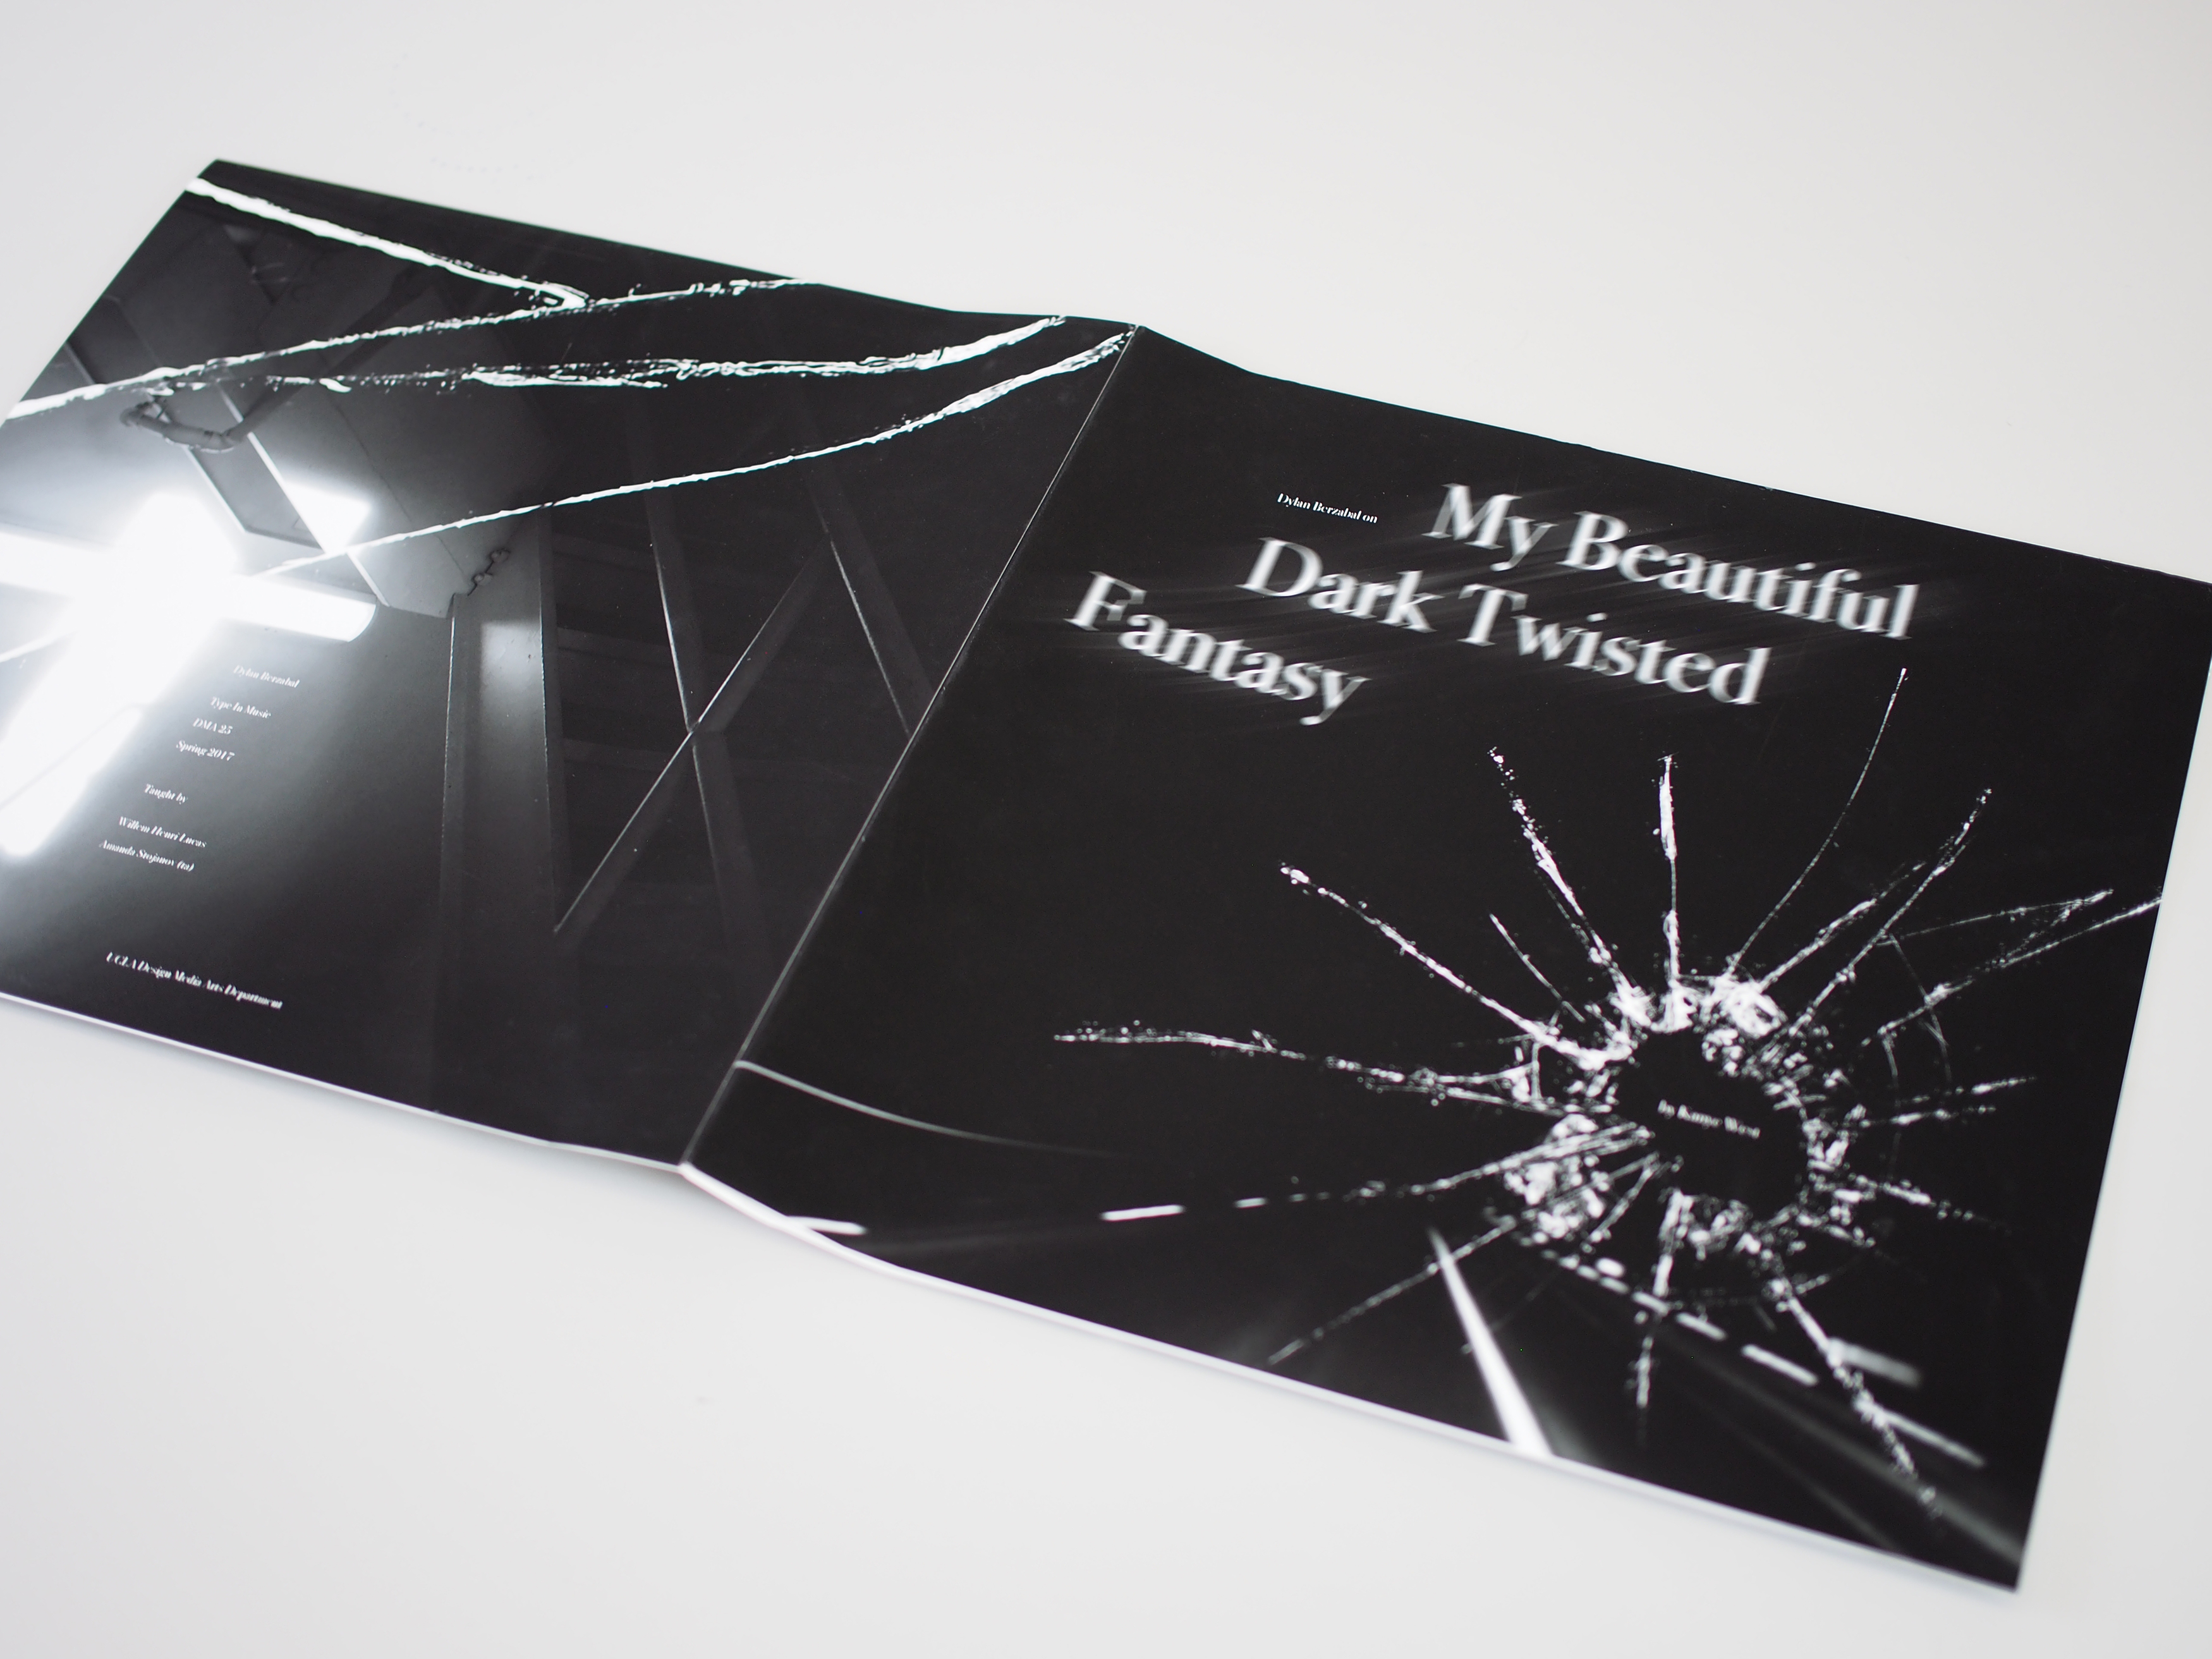 Dylan Berzabal
Type In Music
DMA 25
Spring 2017
Taught by
Willem Henri Lucas
Amanda Stojanov (ta)
UCLA Design Media Arts Department
Dylan Berzabal on
My Beautiful
Dark Twisted
Fantasy
by Kanye West